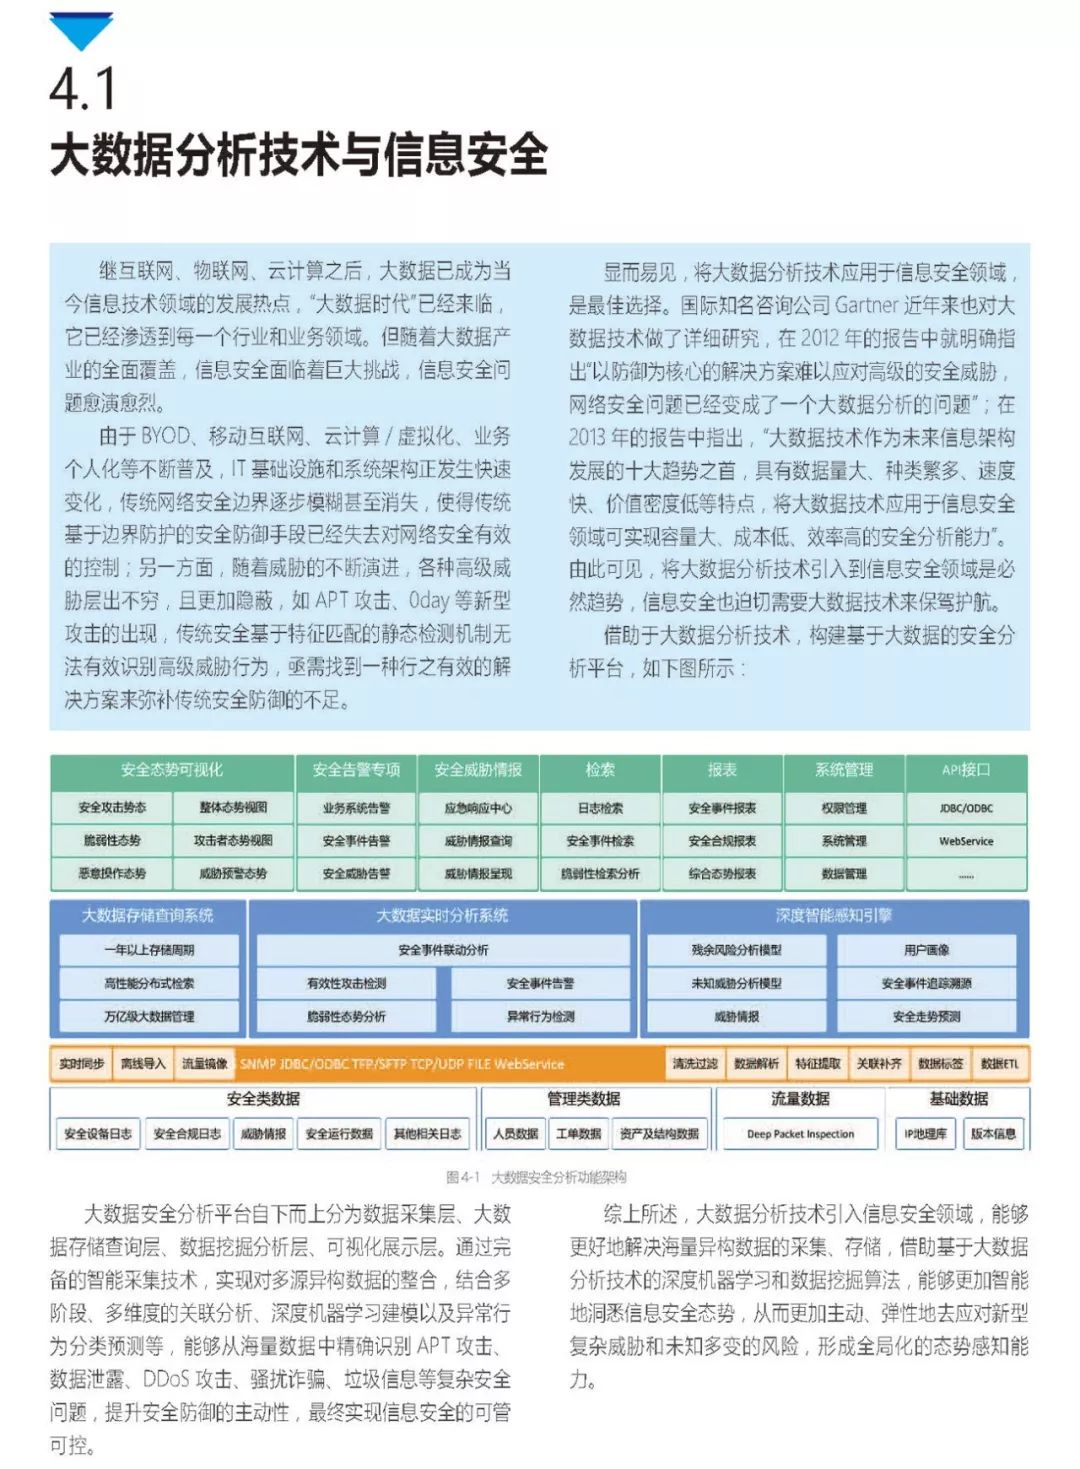 4.1
大数据分析技术与信息安全
继互联网、物联网、云计算之后，大数据已成为当
今信息技术领域的发展热点，“大数据时代”已经来临，
它已经渗透到每一个行业和业务领域。但随着大数据产
业的全面覆盖，信息安全面临着巨大挑战，信息安全问
题愈演愈烈。
由于 BYOD、移动互联网、云计算 / 虚拟化、业务
个人化等不断普及，IT 基础设施和系统架构正发生快速
变化，传统网络安全边界逐步模糊甚至消失，使得传统
基于边界防护的安全防御手段已经失去对网络安全有效
的控制；另一方面，随着威胁的不断演进，各种高级威
胁层出不穷，且更加隐蔽，如 APT 攻击、0day 等新型
攻击的出现，传统安全基于特征匹配的静态检测机制无
法有效识别高级威胁行为，亟需找到一种行之有效的解
决方案来弥补传统安全防御的不足。
显而易见，将大数据分析技术应用于信息安全领域，
是最佳选择。国际知名咨询公司 Gartner 近年来也对大
数据技术做了详细研究，在 2012 年的报告中就明确指
出“以防御为核心的解决方案难以应对高级的安全威胁，
网络安全问题已经变成了一个大数据分析的问题”；在
2013 年的报告中指出，“大数据技术作为未来信息架构
发展的十大趋势之首，具有数据量大、种类繁多、速度
快、价值密度低等特点，将大数据技术应用于信息安全
领域可实现容量大、成本低、效率高的安全分析能力”。
由此可见，将大数据分析技术引入到信息安全领域是必
然趋势，信息安全也迫切需要大数据技术来保驾护航。
借助于大数据分析技术，构建基于大数据的安全分
析平台，如下图所示：
安全态势可视化 安全告警专项 安全威胁情报 检索 报表 系统管理 API接口
安全攻击势态 整体态势视图 业务系统告警 应急响应中心 日志检索 安全事件报表 权限管理 JDBC/ODBC
脆弱性态势 攻击者态势视图 安全事件告警 威胁情报查询 安全事件检索 安全合规报表 系统管理 WebService
恶意操作态势 威胁预警态势 安全威胁告警 威胁情报呈现 脆弱性检索分析 综合态势报表 数据管理 ......
大数据存储查询系统 大数据实时分析系统 深度智能感知引擎
一年以上存储周期 安全事件联动分析 残余风险分析模型 用户画像
高性能分布式检索 有效性攻击检测 安全事件告警 未知威胁分析模型 安全事件追踪溯源
万亿级大数据管理 脆弱性态势分析 异常行为检测 威胁情报 安全走势预测
实时同步 离线导入 流量镜像 SNMP JDBC/ODBC TFP/SFTP TCP/UDP FILE WebService 清洗过滤 数据解析 特征提取 关联补齐 数据标签 数据ETL
安全类数据 管理类数据 流量数据 基础数据
安全设备日志 安全合规日志 威胁情报 安全运行数据 其他相关日志 人员数据 工单数据 资产及结构数据 Deep Packet Inspection IP地理库 版本信息
图 4-1 大数据安全分析功能架构
大数据安全分析平台自下而上分为数据采集层、大数
据存储查询层、数据挖掘分析层、可视化展示层。通过完
备的智能采集技术，实现对多源异构数据的整合，结合多
阶段、多维度的关联分析、深度机器学习建模以及异常行
为分类预测等，能够从海量数据中精确识别 APT 攻击、
数据泄露、DDoS 攻击、骚扰诈骗、垃圾信息等复杂安全
问题，提升安全防御的主动性，最终实现信息安全的可管
可控。
综上所述，大数据分析技术引入信息安全领域，能够
更好地解决海量异构数据的采集、存储，借助基于大数据
分析技术的深度机器学习和数据挖掘算法，能够更加智能
地洞悉信息安全态势，从而更加主动、弹性地去应对新型
复杂威胁和未知多变的风险，形成全局化的态势感知能
力。